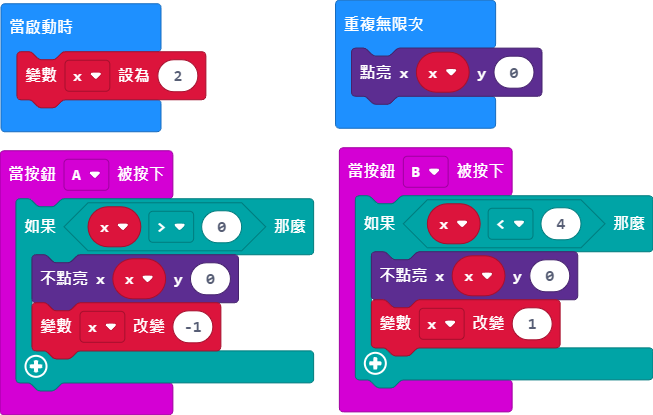 當啟動時
變數 x 設為 2
重複無限次
點亮 x x y 0
當按鈕 A 被按下
如果 x > 0 那麼
不點亮 x x y 0
變數 x 改變 -1
當按鈕 B 被按下
如果 x < 4 那麼
不點亮 x x y 0
變數 x 改變 1